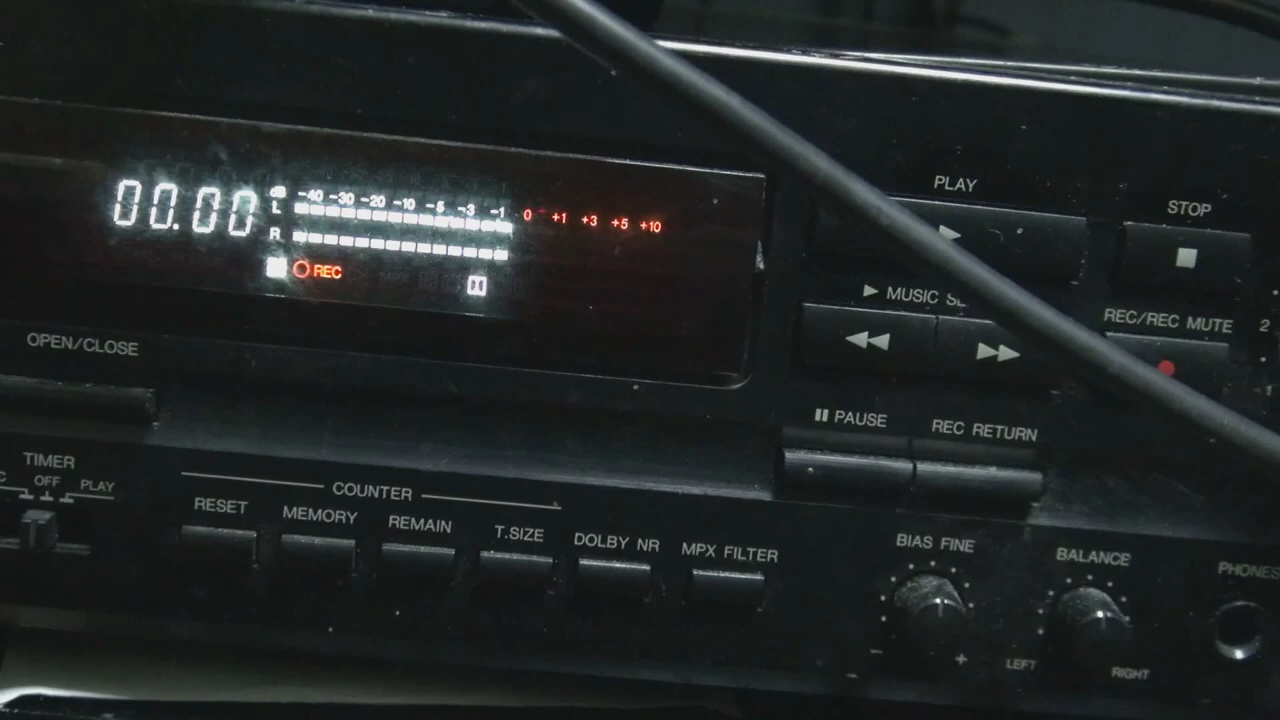 PLAY
STOP
00.00
dB -40 -30 -20 -10 -5 -3 -1 0 +1 +3 +5 +10
L
R
REC
MUSIC
REC/REC MUTE
2
OPEN/CLOSE
PAUSE
REC RETURN
TIMER
OFF PLAY
COUNTER
RESET MEMORY REMAIN T.SIZE DOLBY NR MPX FILTER
BIAS FINE
BALANCE
PHONES
- +
LEFT RIGHT